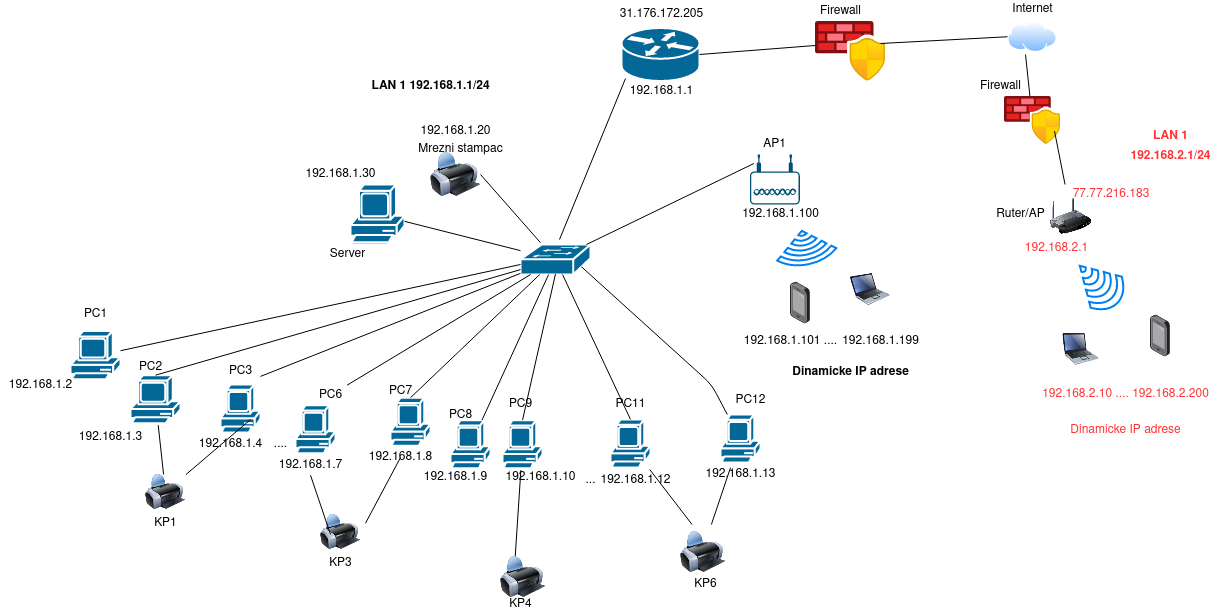 31.176.172.205
Firewall
Internet
192.168.1.1
LAN 1 192.168.1.1/24
Firewall
192.168.1.20
Mrezni stampac
AP1
LAN 1
192.168.2.1/24
192.168.1.30
77.77.216.183
192.168.1.100
Ruter/AP
Server
192.168.2.1
PC1
192.168.1.101 .... 192.168.1.199
Dinamicke IP adrese
192.168.1.2
PC2
PC3
PC6
PC7
PC8
PC9
PC11
PC12
192.168.2.10 .... 192.168.2.200
Dinamicke IP adrese
192.168.1.3
192.168.1.4
....
192.168.1.7
192.168.1.8
192.168.1.9
192.168.1.10
...
192.168.1.12
192.168.1.13
KP1
KP3
KP4
KP6